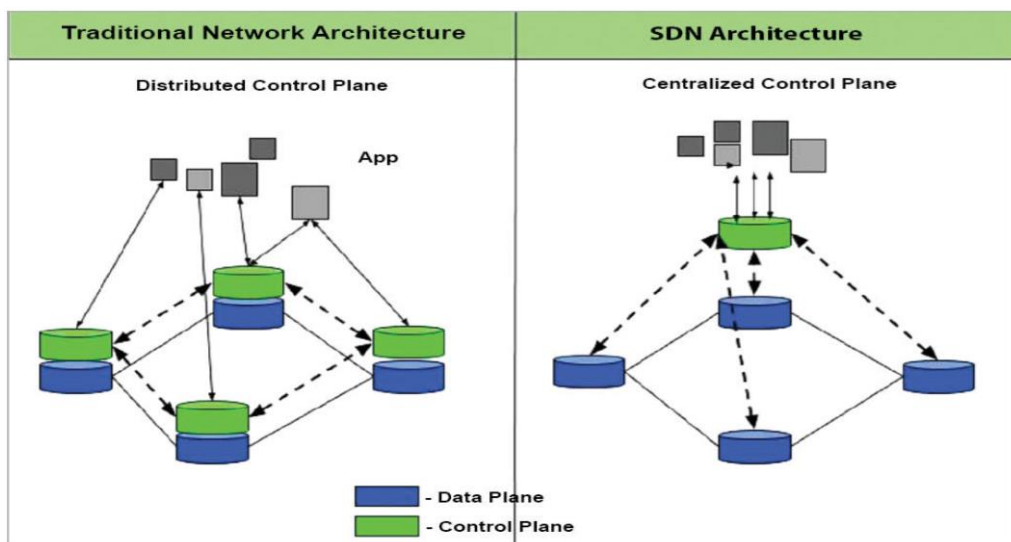 Traditional Network Architecture
SDN Architecture
Distributed Control Plane
Centralized Control Plane
App
- Data Plane
- Control Plane